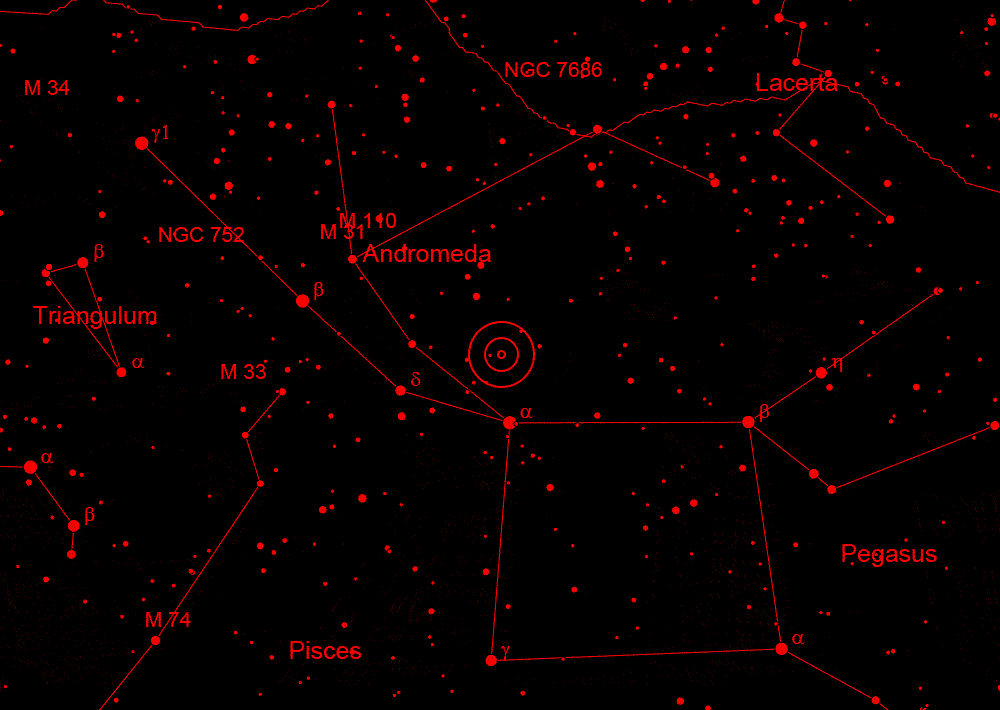 NGC 7686
Lacerta
M 34
γ1
M 110
NGC 752
M 31
Andromeda
β
β
Triangulum
α
η
M 33
δ
α
β
α
β
Pegasus
M 74
α
Pisces
γ